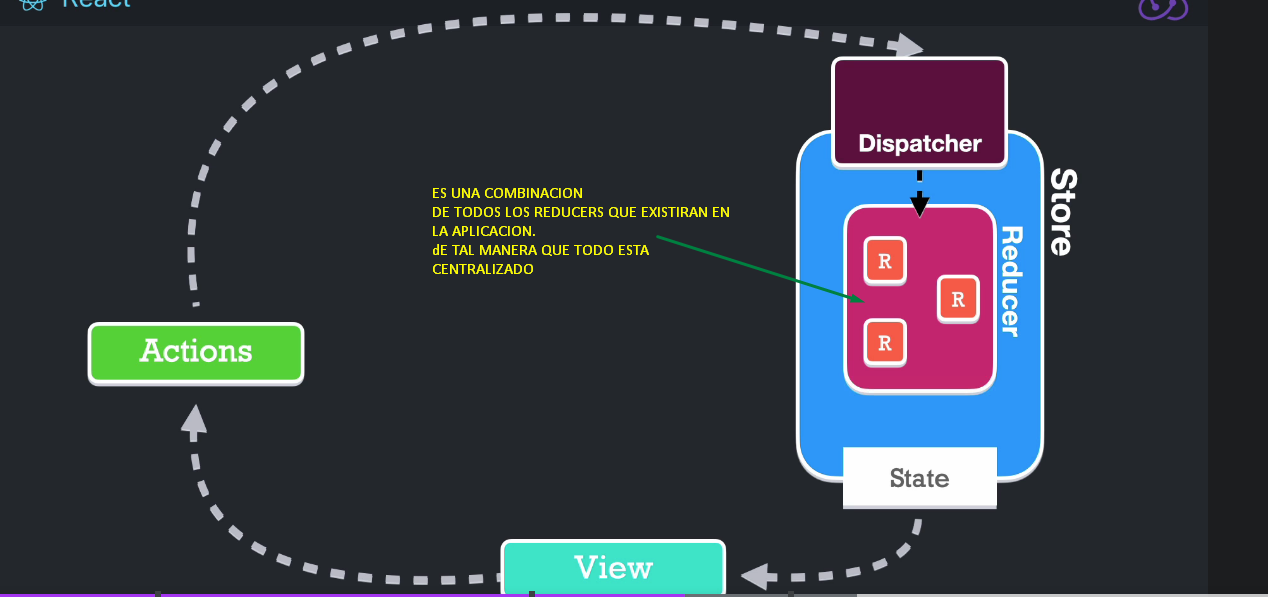 React
Dispatcher
Store
ES UNA COMBINACION
DE TODOS LOS REDUCERS QUE EXISTIRAN EN
LA APLICACION.
dE TAL MANERA QUE TODO ESTA
CENTRALIZADO
Reducer
R
R
R
Actions
State
View